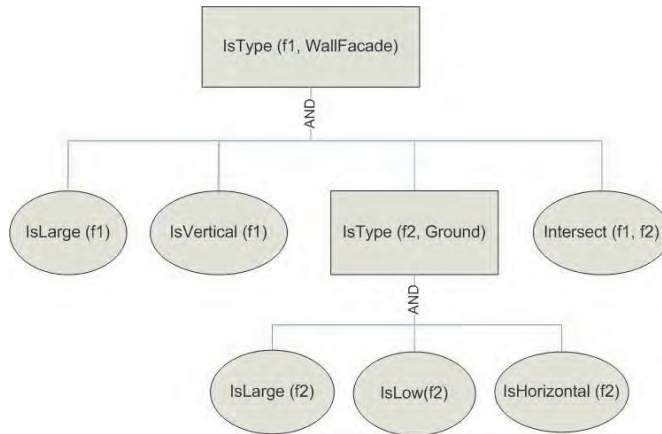 IsType (f1, WallFacade)
AND
IsLarge (f1)
IsVertical (f1)
IsType (f2, Ground)
Intersect (f1, f2)
AND
IsLarge (f2)
IsLow(f2)
IsHorizontal (f2)